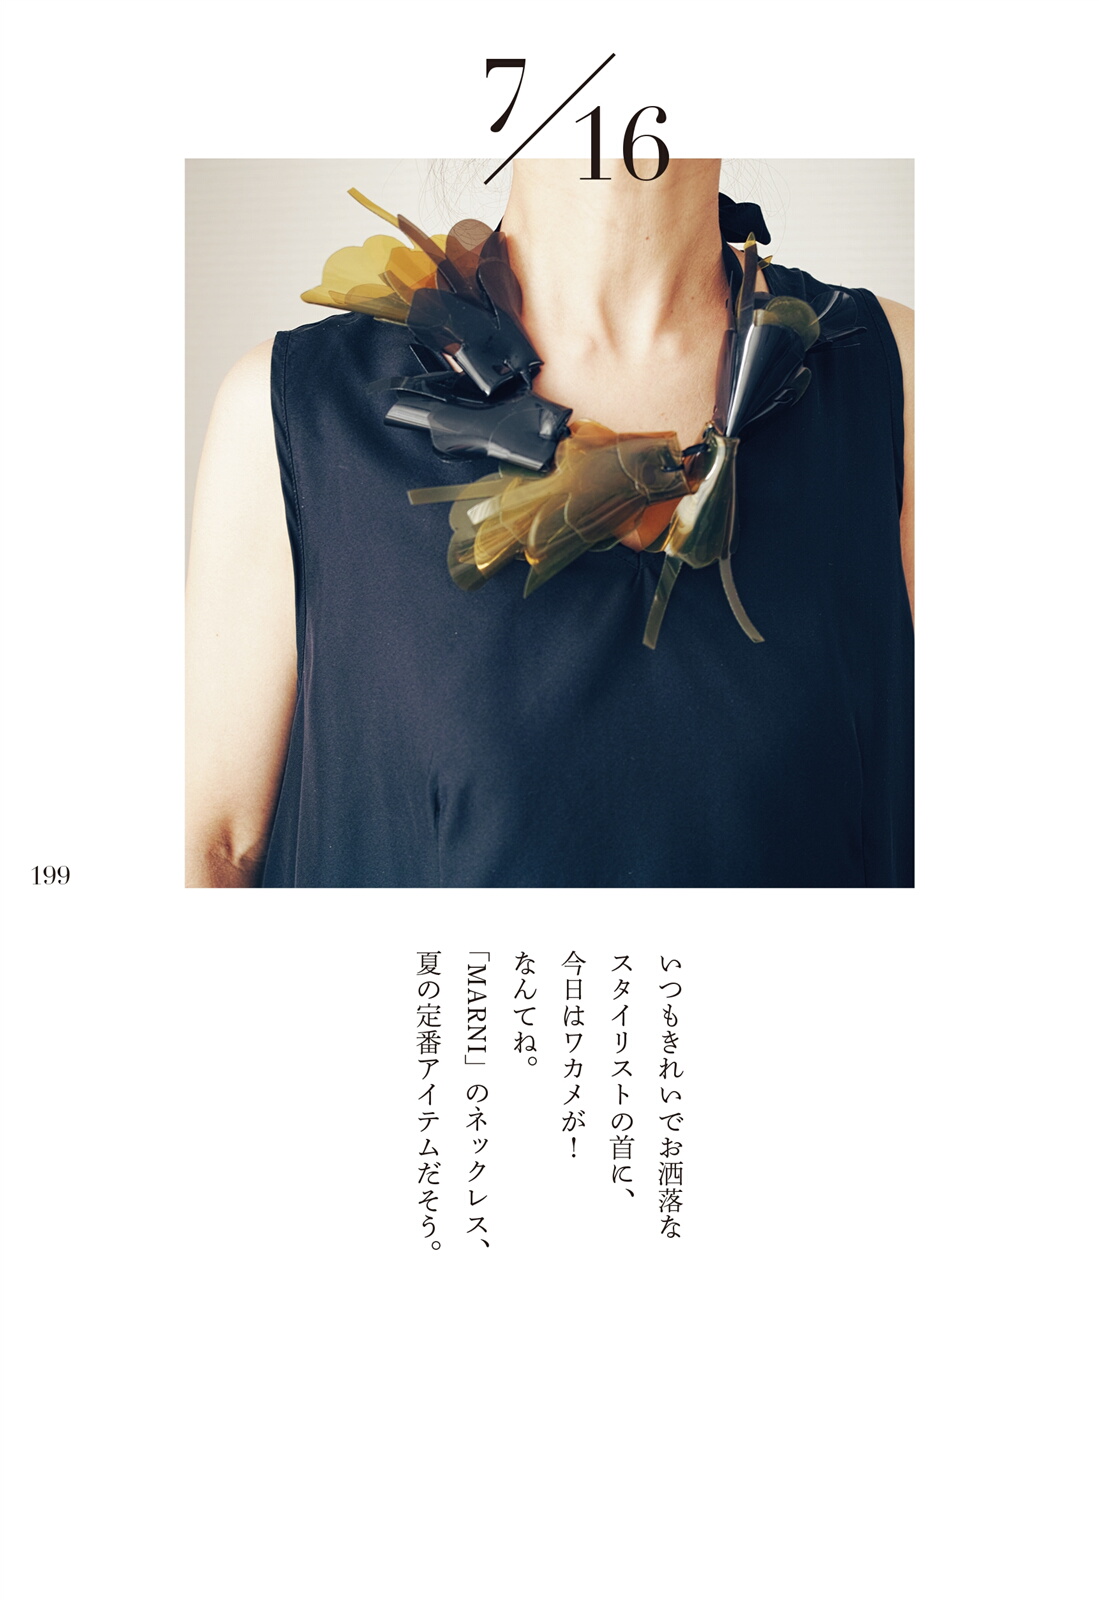 7/16
いつもきれいでお洒落な
スタイリストの首に、
今日はワカメが！
なんてね。
「MARNI」のネックレス、
夏の定番アイテムだそう。
199